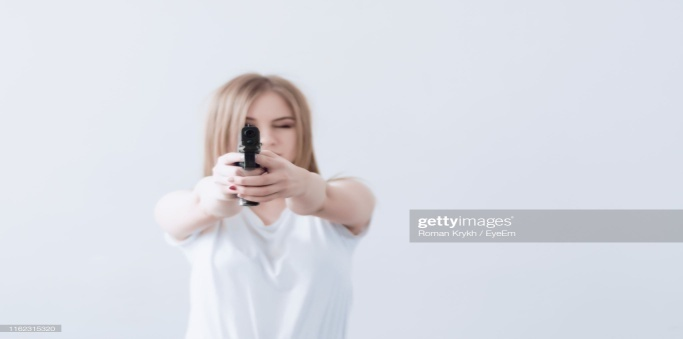 gettyimages®
Roman Krykh / EyeEm
1162315320